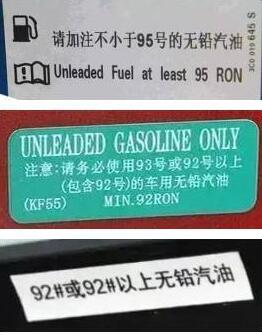 请加注不小于95号的无铅汽油
Unleaded Fuel at least 95 RON
3C0 019 645 S
UNLEADED GASOLINE ONLY
注意:请务必使用93号或92号以上
(包含92号)的车用无铅汽油
(KF55) MIN.92RON
92#或92#以上无铅汽油